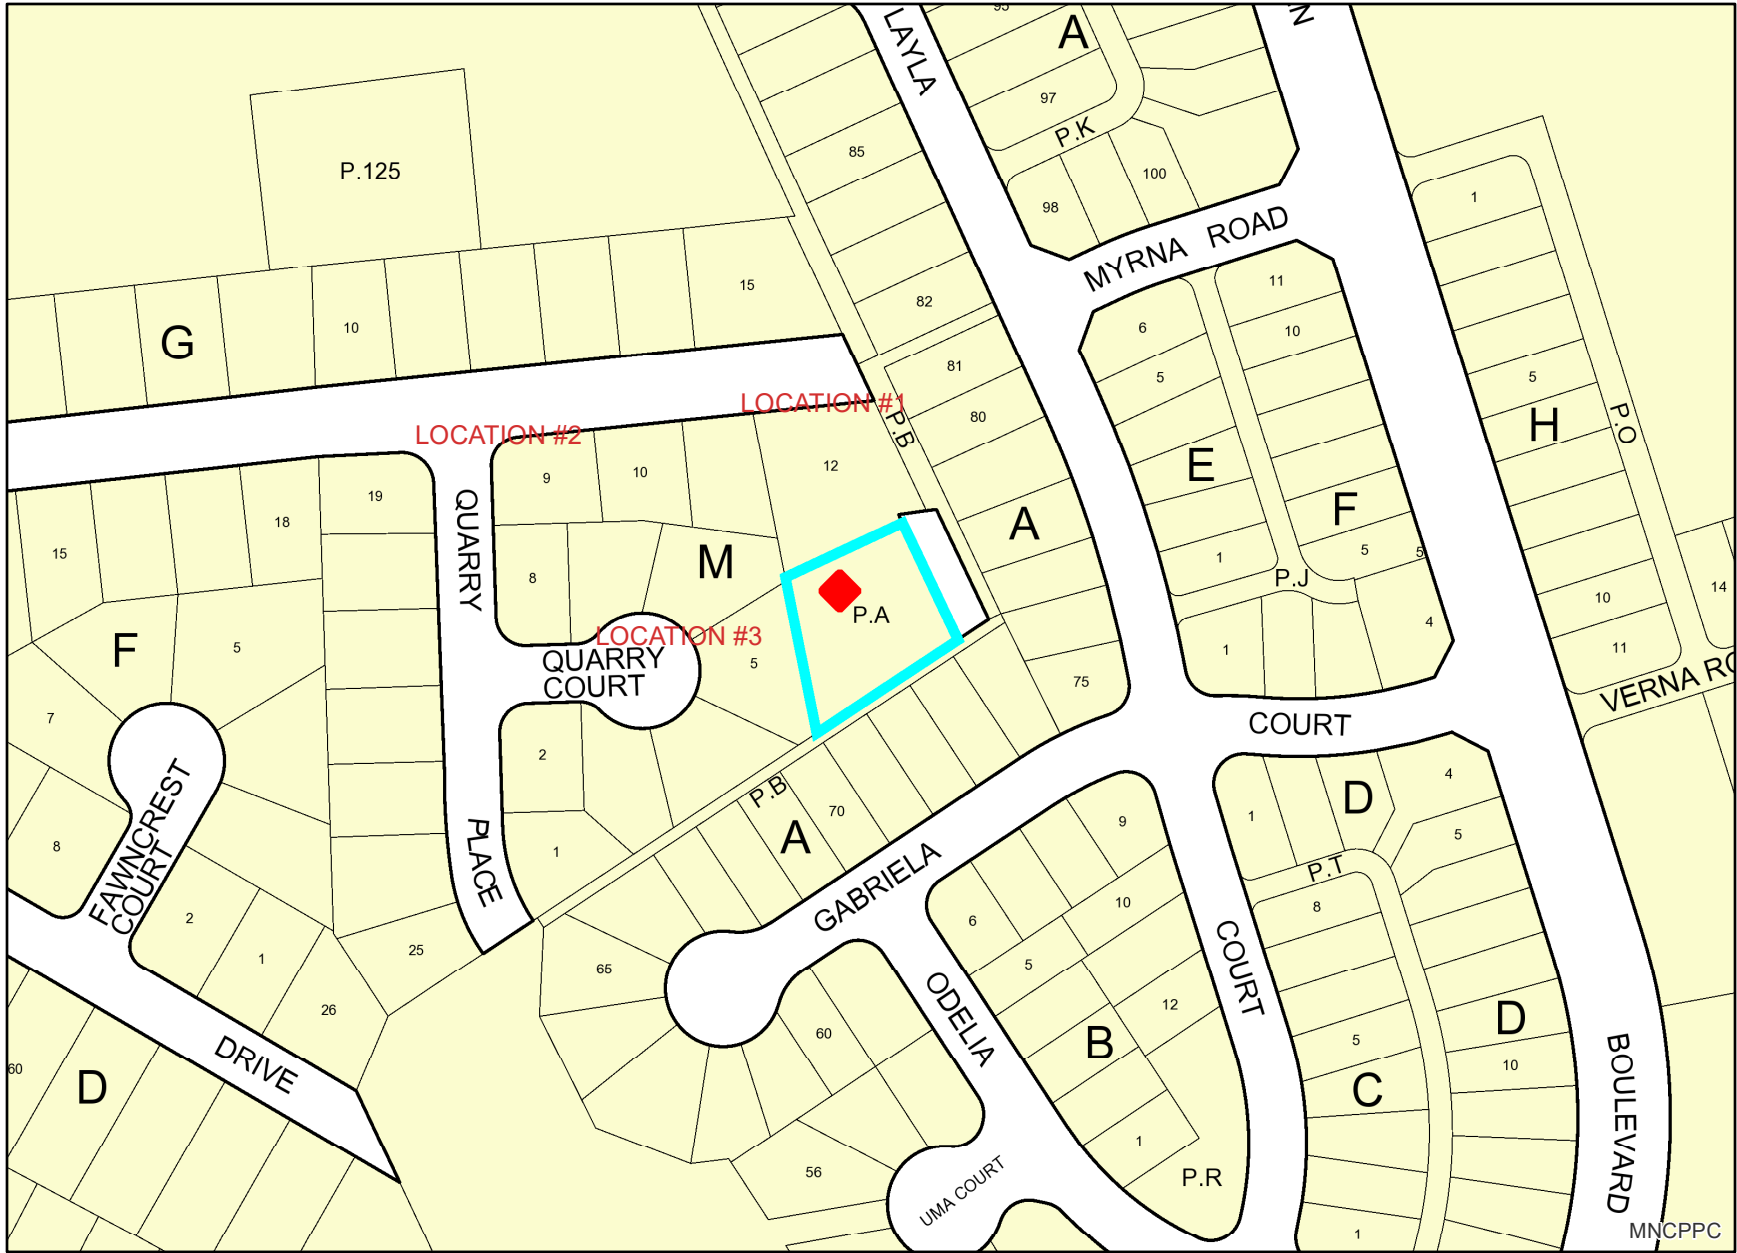 95
A
N
LAYLA
97
P.K
P.125
85
100
98
1
MYRNA ROAD
15
11
82
6
10
G
10
81
5
5
LOCATION #1
80
P.B
P.O
H
LOCATION #2
12
E
9
10
19
QUARRY
F
18
A
15
M
1
5
5
P.J
8
14
10
P.A
LOCATION #3
4
F
5
1
11
QUARRY
COURT
5
75
VERNA RO
7
COURT
2
4
P.B
D
70
1
9
5
A
8
1
FAWNCREST
COURT
PLACE
GABRIELA
P.T
10
8
2
6
25
1
65
5
COURT
ODELIA
12
26
D
60
B
5
DRIVE
60
10
D
C
BOULEVARD
1
56
P.R
UMA COURT
1
MNCPPC